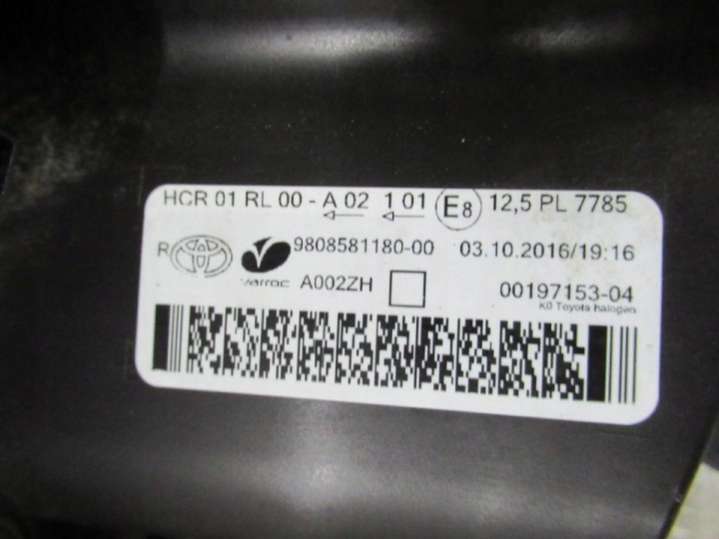 HCR 01 RL 00 - A 02 1 01 E8 12,5 PL 7785
R varroc 9808581180-00 03.10.2016/19:16
A002ZH 00197153-04
K0 Toyota halogen